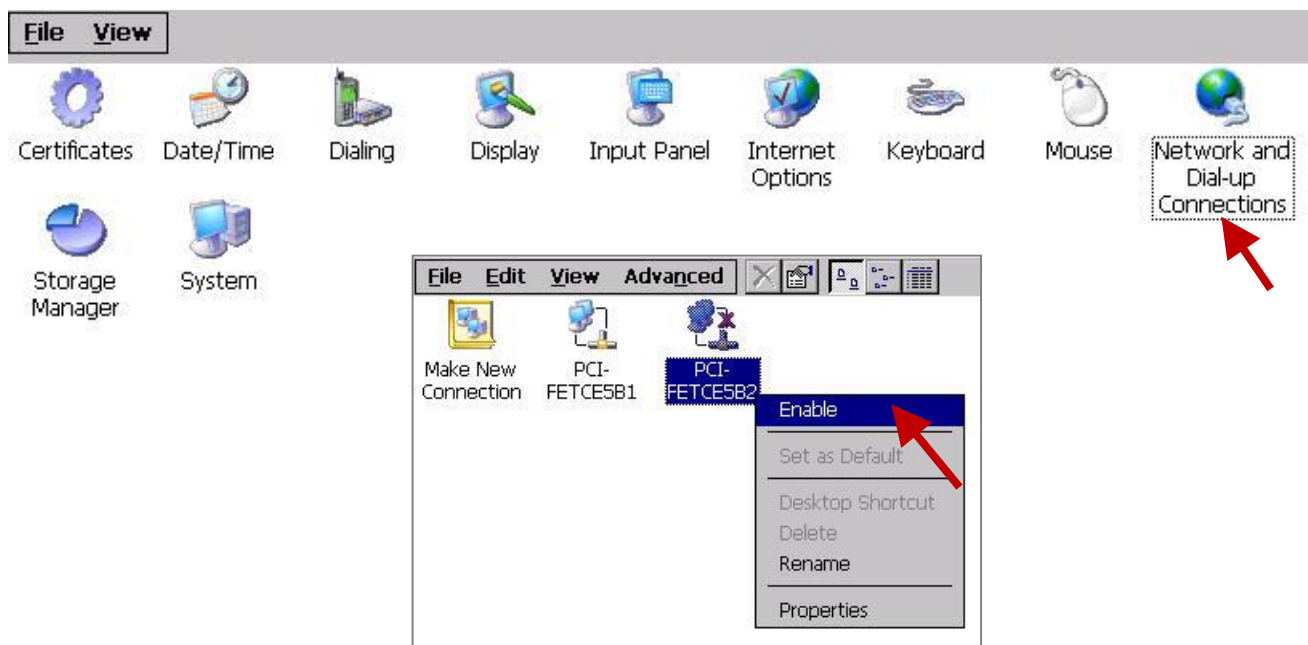 File View
Certificates Date/Time Dialing Display Input Panel Internet Options Keyboard Mouse Network and Dial-up Connections
Storage Manager System
File Edit View Advanced
Make New Connection PCI-FETCE5B1 PCI-FETCE5B2
Enable
Set as Default
Desktop Shortcut
Delete
Rename
Properties